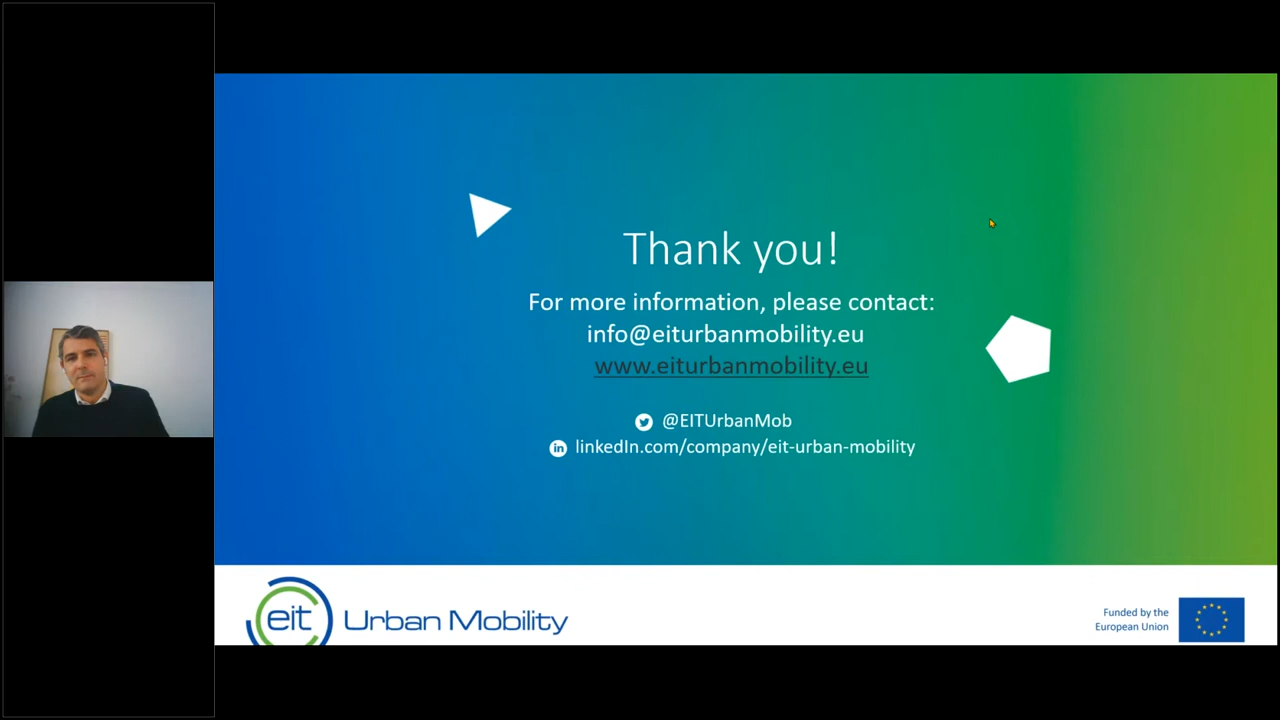 Thank you!
For more information, please contact:
info@eiturbanmobility.eu
www.eiturbanmobility.eu
@EITUrbanMob
in linkedIn.com/company/eit-urban-mobility
eit Urban Mobility
Funded by the
European Union